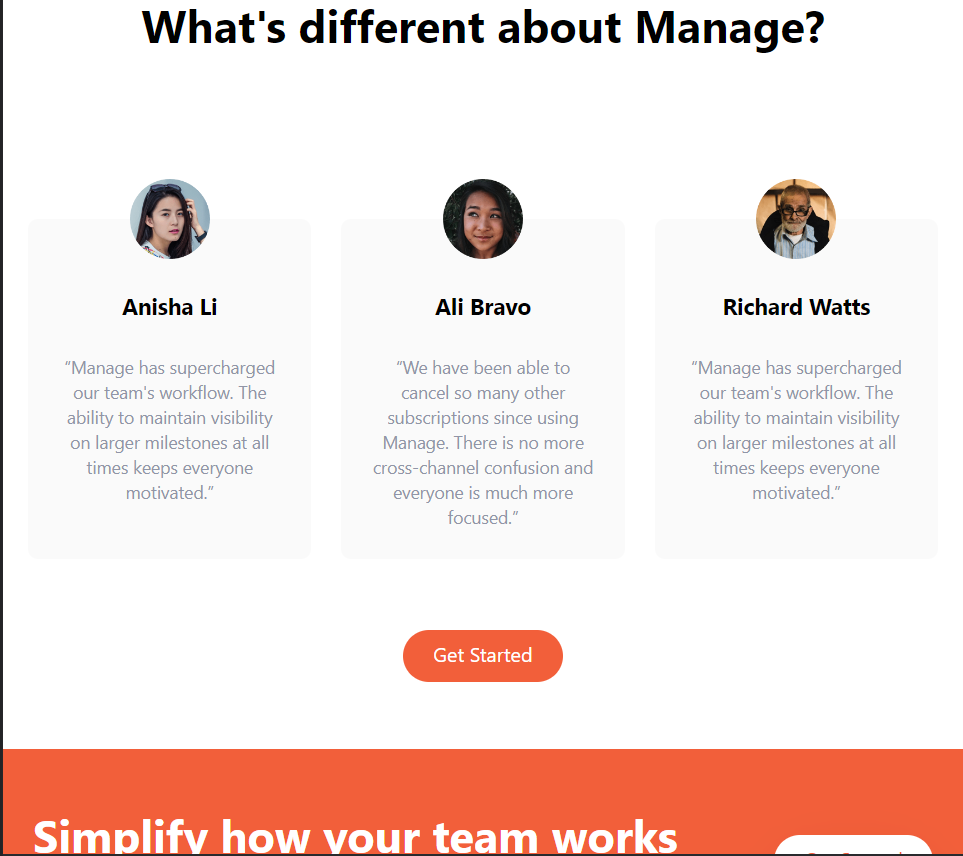 What's different about Manage?
Anisha Li
“Manage has supercharged
our team's workflow. The
ability to maintain visibility
on larger milestones at all
times keeps everyone
motivated.”
Ali Bravo
“We have been able to
cancel so many other
subscriptions since using
Manage. There is no more
cross-channel confusion and
everyone is much more
focused.”
Richard Watts
“Manage has supercharged
our team's workflow. The
ability to maintain visibility
on larger milestones at all
times keeps everyone
motivated.”
Get Started
Simplify how your team works